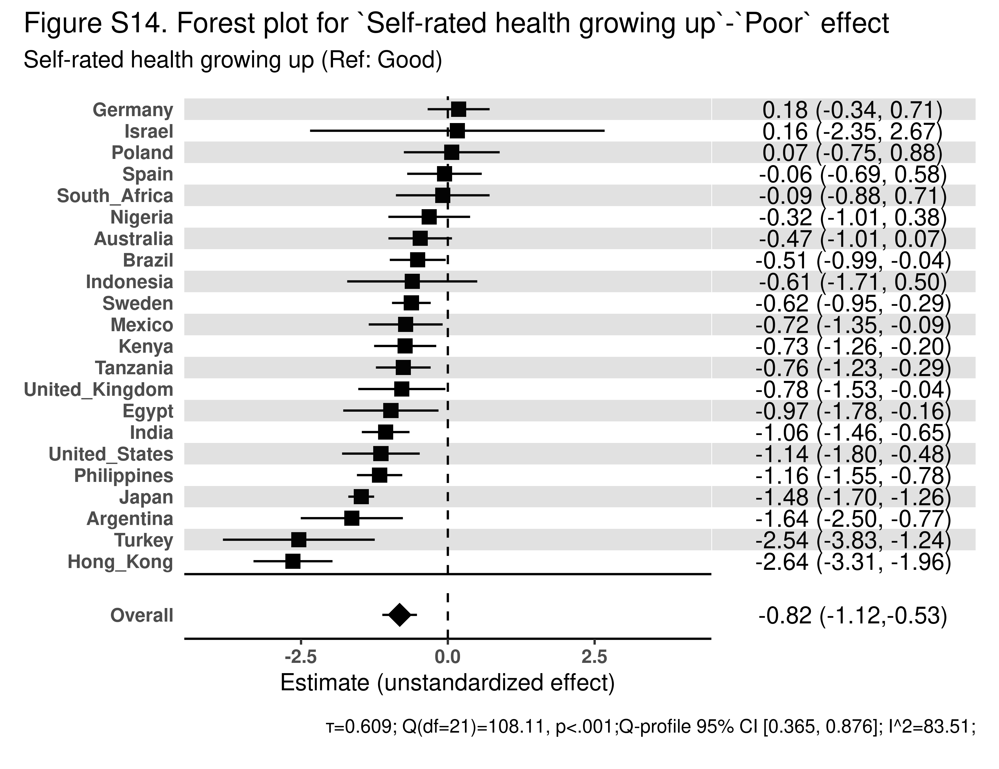 Figure S14. Forest plot for `Self-rated health growing up`-`Poor` effect
Self-rated health growing up (Ref: Good)
Germany 0.18 (-0.34, 0.71)
Israel 0.16 (-2.35, 2.67)
Poland 0.07 (-0.75, 0.88)
Spain -0.06 (-0.69, 0.58)
South_Africa -0.09 (-0.88, 0.71)
Nigeria -0.32 (-1.01, 0.38)
Australia -0.47 (-1.01, 0.07)
Brazil -0.51 (-0.99, -0.04)
Indonesia -0.61 (-1.71, 0.50)
Sweden -0.62 (-0.95, -0.29)
Mexico -0.72 (-1.35, -0.09)
Kenya -0.73 (-1.26, -0.20)
Tanzania -0.76 (-1.23, -0.29)
United_Kingdom -0.78 (-1.53, -0.04)
Egypt -0.97 (-1.78, -0.16)
India -1.06 (-1.46, -0.65)
United_States -1.14 (-1.80, -0.48)
Philippines -1.16 (-1.55, -0.78)
Japan -1.48 (-1.70, -1.26)
Argentina -1.64 (-2.50, -0.77)
Turkey -2.54 (-3.83, -1.24)
Hong_Kong -2.64 (-3.31, -1.96)
Overall -0.82 (-1.12,-0.53)
-2.5 0.0 2.5
Estimate (unstandardized effect)
τ=0.609; Q(df=21)=108.11, p<.001;Q-profile 95% CI [0.365, 0.876]; I^2=83.51;